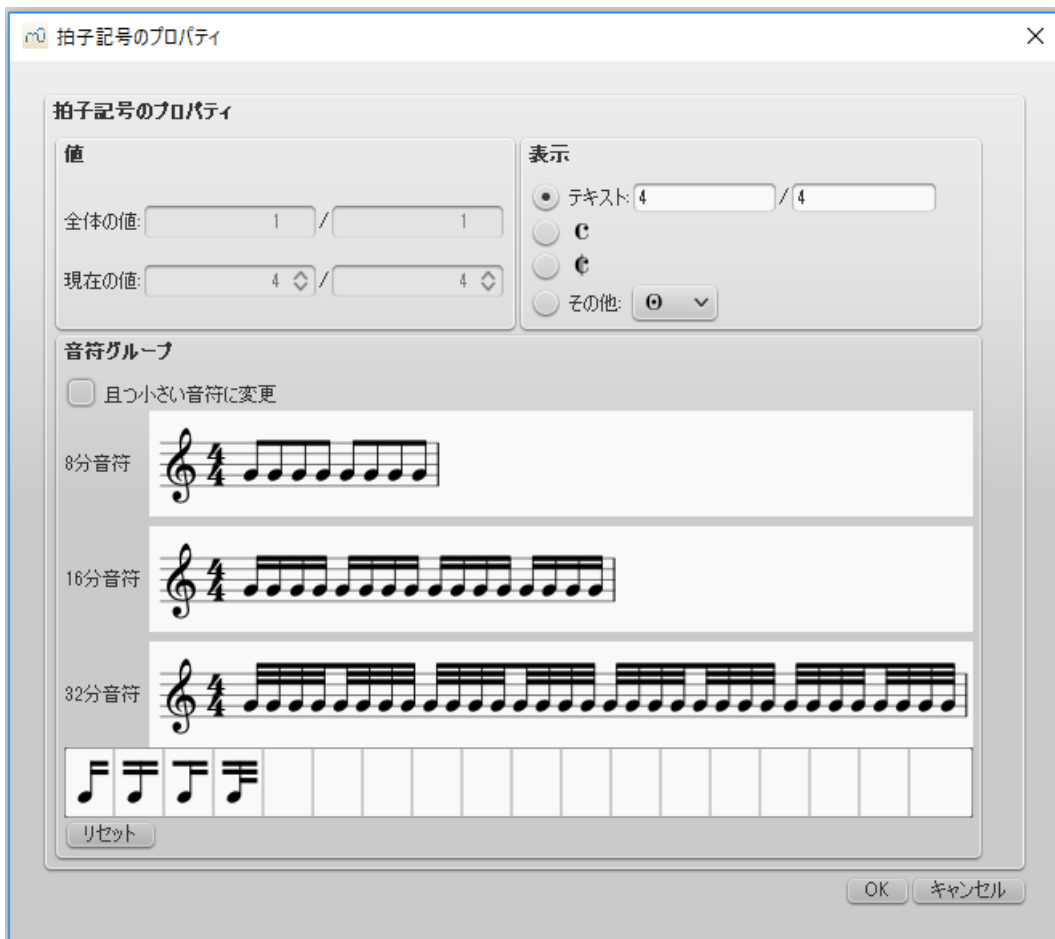 拍子記号のプロパティ
拍子記号のプロパティ
値
全体の値: 1 / 1
現在の値: 4 / 4
表示
テキスト: 4 / 4
その他:
音符グループ
且つ小さい音符に変更
8分音符
16分音符
32分音符
リセット
OK キャンセル